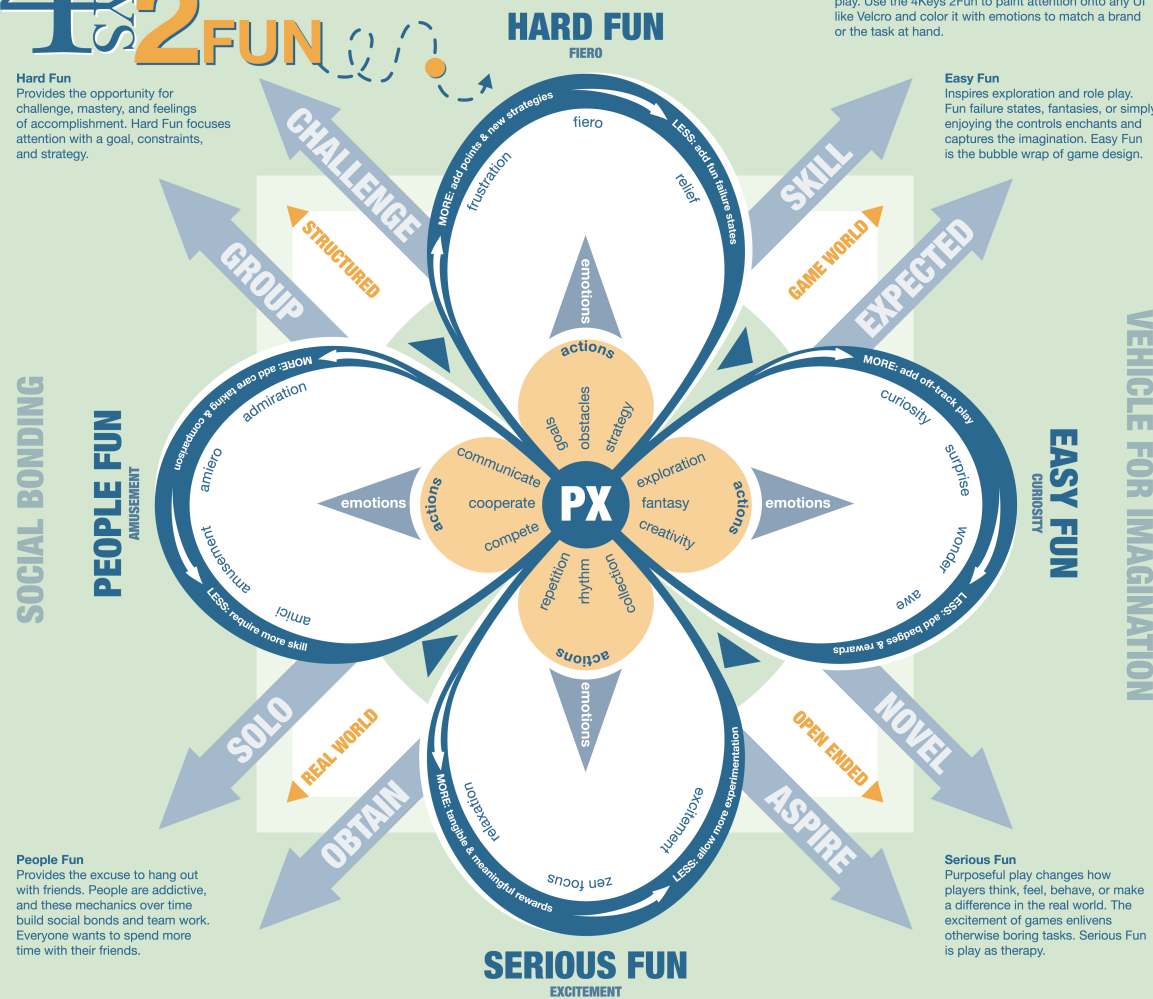 4
YS
2FUN
play. Use the 4Keys 2Fun to paint attention onto any UI
like Velcro and color it with emotions to match a brand
or the task at hand.
HARD FUN
FIERO
Hard Fun
Provides the opportunity for
challenge, mastery, and feelings
of accomplishment. Hard Fun focuses
attention with a goal, constraints,
and strategy.
Easy Fun
Inspires exploration and role play.
Fun failure states, fantasies, or simply
enjoying the controls enchants and
captures the imagination. Easy Fun
is the bubble wrap of game design.
CHALLENGE
SKILL
GROUP
EXPECTED
STRUCTURED
GAME WORLD
MORE: add points & new strategies
LESS: add fun failure states
fiero
frustration
relief
emotions
actions
goals
obstacles
strategy
SOCIAL BONDING
PEOPLE FUN
AMUSEMENT
MORE: add care taking & comparison
LESS: require more skill
admiration
amiero
amusement
amici
emotions
actions
communicate
cooperate
compete
PX
exploration
fantasy
creativity
actions
emotions
MORE: add off-track play
LESS: add badges & rewards
curiosity
surprise
wonder
awe
EASY FUN
CURIOSITY
VEHICLE FOR IMAGINATION
repetition
rhythm
collection
actions
emotions
relaxation
zen focus
excitement
MORE: tangible & meaningful rewards
LESS: allow more experimentation
SOLO
REAL WORLD
OBTAIN
OPEN ENDED
NOVEL
ASPIRE
People Fun
Provides the excuse to hang out
with friends. People are addictive,
and these mechanics over time
build social bonds and team work.
Everyone wants to spend more
time with their friends.
Serious Fun
Purposeful play changes how
players think, feel, behave, or make
a difference in the real world. The
excitement of games enlivens
otherwise boring tasks. Serious Fun
is play as therapy.
SERIOUS FUN
EXCITEMENT